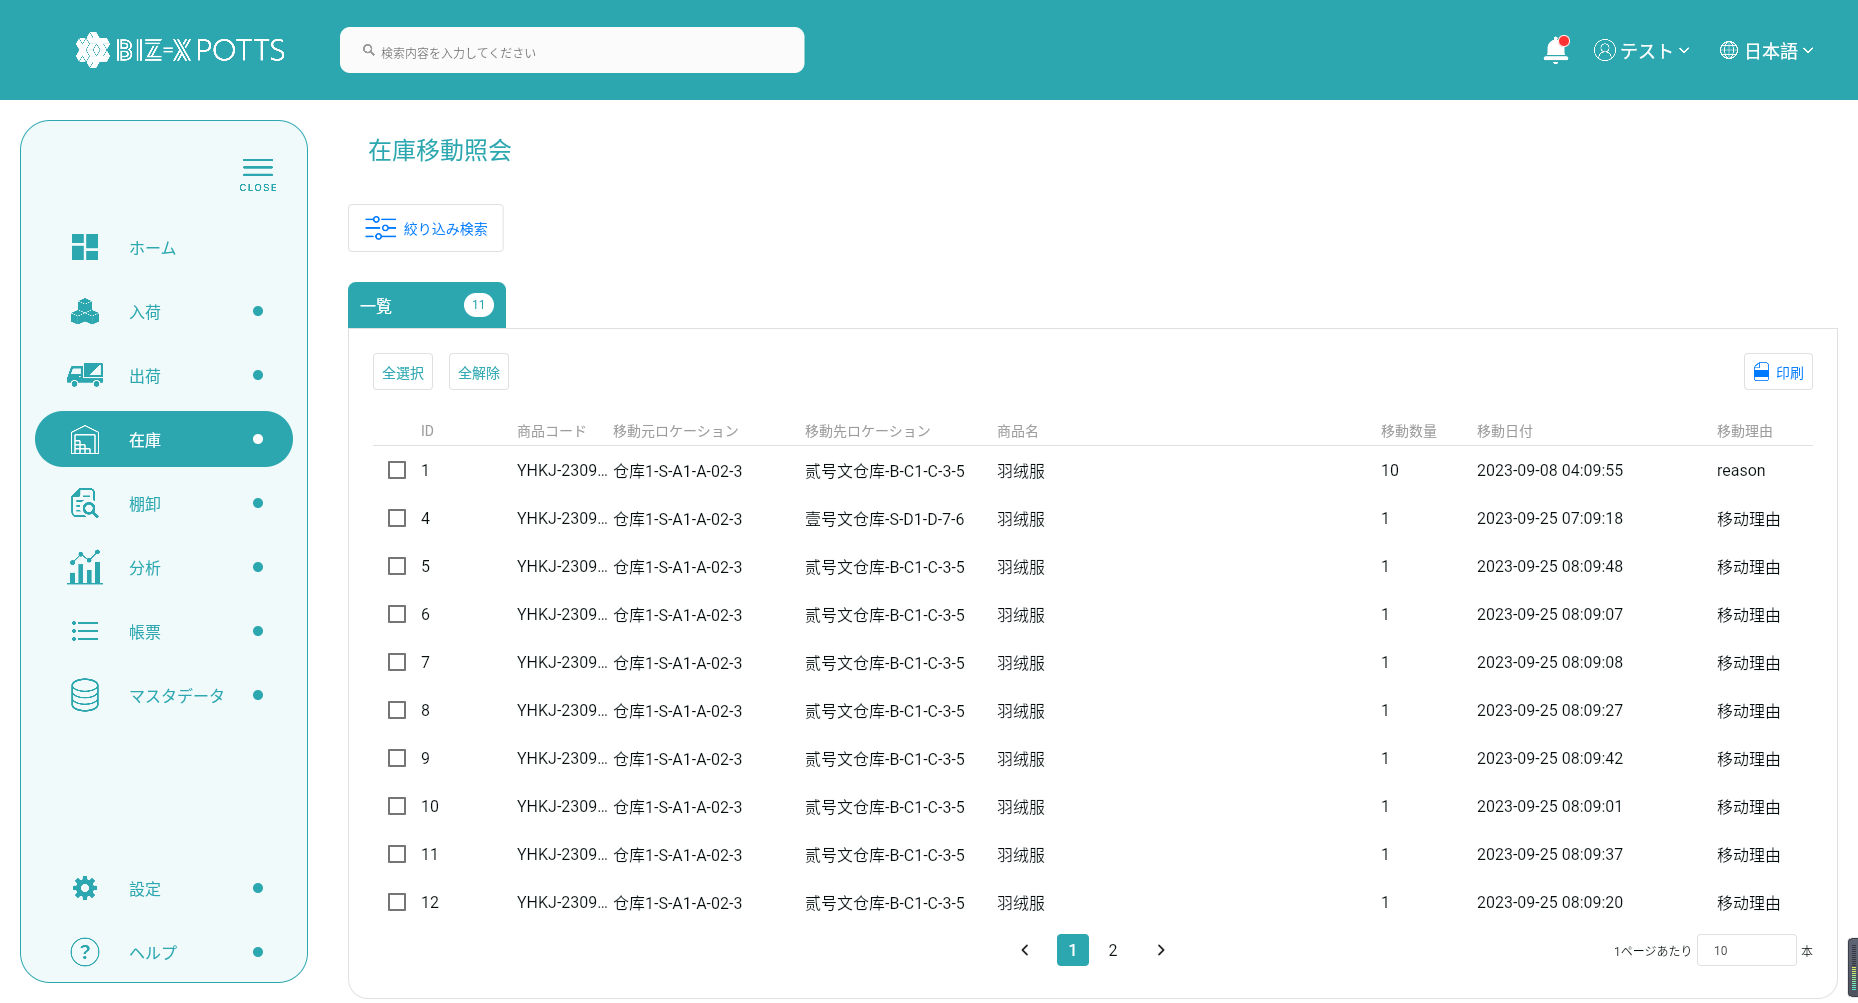 BIZ-X POTTS
検索内容を入力してください
テスト
日本語
CLOSE
ホーム
入荷
出荷
在庫
棚卸
分析
帳票
マスタデータ
設定
? ヘルプ
在庫移動照会
絞り込み検索
一覧 11
全選択 全解除 印刷
ID 商品コード 移動元ロケーション 移動先ロケーション 商品名 移動数量 移動日付 移動理由
1 YHKJ-2309... 仓库1-S-A1-A-02-3 贰号文仓库-B-C1-C-3-5 羽绒服 10 2023-09-08 04:09:55 reason
4 YHKJ-2309... 仓库1-S-A1-A-02-3 壹号文仓库-S-D1-D-7-6 羽绒服 1 2023-09-25 07:09:18 移动理由
5 YHKJ-2309... 仓库1-S-A1-A-02-3 贰号文仓库-B-C1-C-3-5 羽绒服 1 2023-09-25 08:09:48 移动理由
6 YHKJ-2309... 仓库1-S-A1-A-02-3 贰号文仓库-B-C1-C-3-5 羽绒服 1 2023-09-25 08:09:07 移动理由
7 YHKJ-2309... 仓库1-S-A1-A-02-3 贰号文仓库-B-C1-C-3-5 羽绒服 1 2023-09-25 08:09:08 移动理由
8 YHKJ-2309... 仓库1-S-A1-A-02-3 贰号文仓库-B-C1-C-3-5 羽绒服 1 2023-09-25 08:09:27 移动理由
9 YHKJ-2309... 仓库1-S-A1-A-02-3 贰号文仓库-B-C1-C-3-5 羽绒服 1 2023-09-25 08:09:42 移动理由
10 YHKJ-2309... 仓库1-S-A1-A-02-3 贰号文仓库-B-C1-C-3-5 羽绒服 1 2023-09-25 08:09:01 移动理由
11 YHKJ-2309... 仓库1-S-A1-A-02-3 贰号文仓库-B-C1-C-3-5 羽绒服 1 2023-09-25 08:09:37 移动理由
12 YHKJ-2309... 仓库1-S-A1-A-02-3 贰号文仓库-B-C1-C-3-5 羽绒服 1 2023-09-25 08:09:20 移动理由
1 2 1ページあたり 10 本